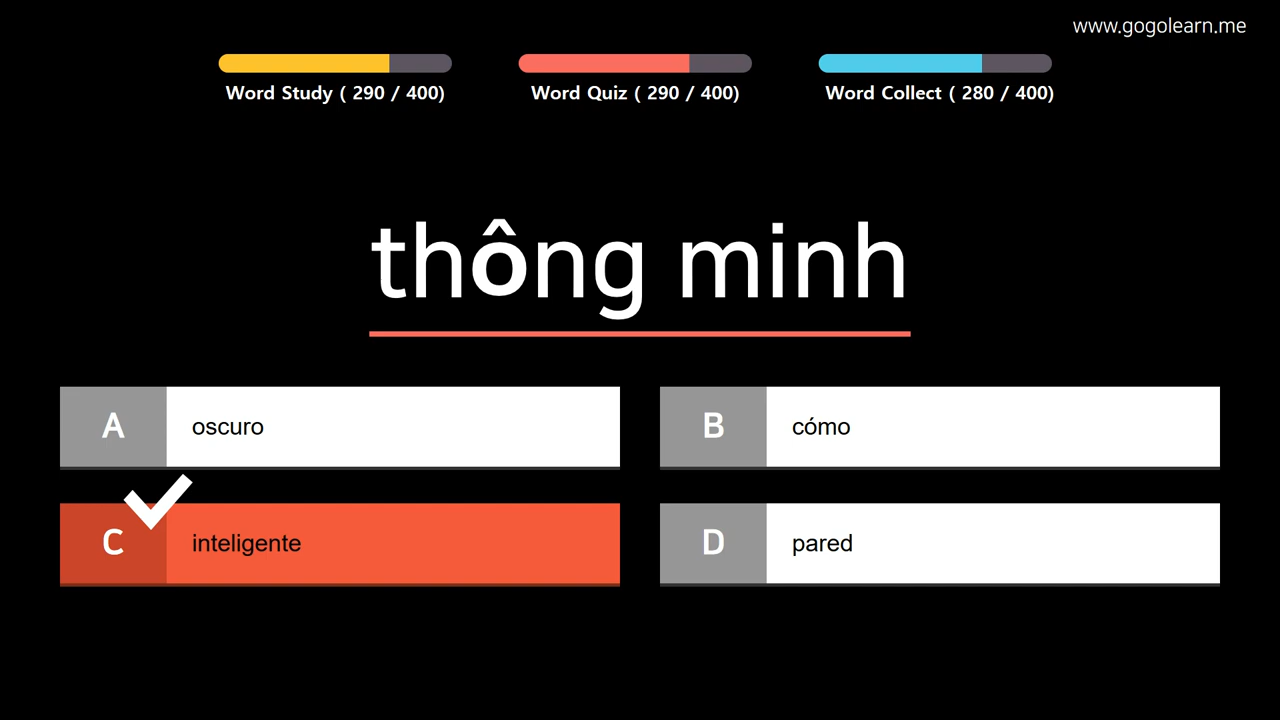 www.gogolearn.me
Word Study ( 290 / 400)
Word Quiz ( 290 / 400)
Word Collect ( 280 / 400)
thông minh
A
oscuro
B
cómo
C
inteligente
D
pared